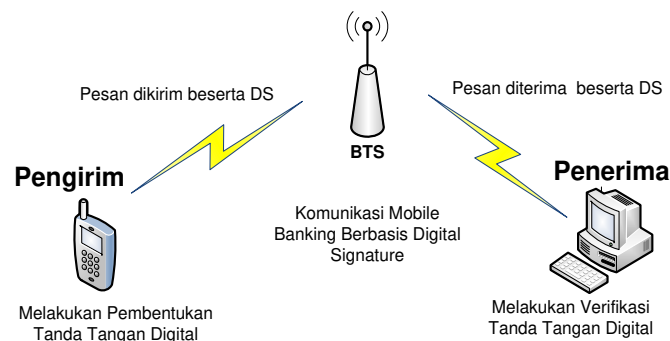 Pesan dikirim beserta DS
Pesan diterima beserta DS
BTS
Pengirim
Penerima
Komunikasi Mobile
Banking Berbasis Digital
Signature
Melakukan Pembentukan
Tanda Tangan Digital
Melakukan Verifikasi
Tanda Tangan Digital